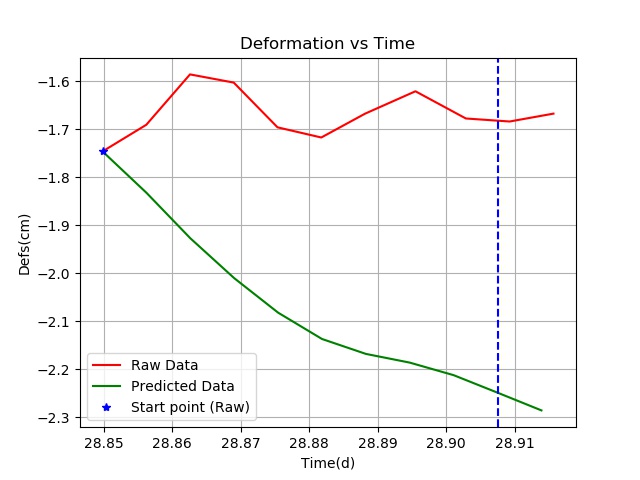 Deformation vs Time
−1.6
−1.7
−1.8
−1.9
−2.0
−2.1
−2.2
−2.3
Defs(cm)
Raw Data
Predicted Data
Start point (Raw)
28.85 28.86 28.87 28.88 28.89 28.90 28.91
Time(d)